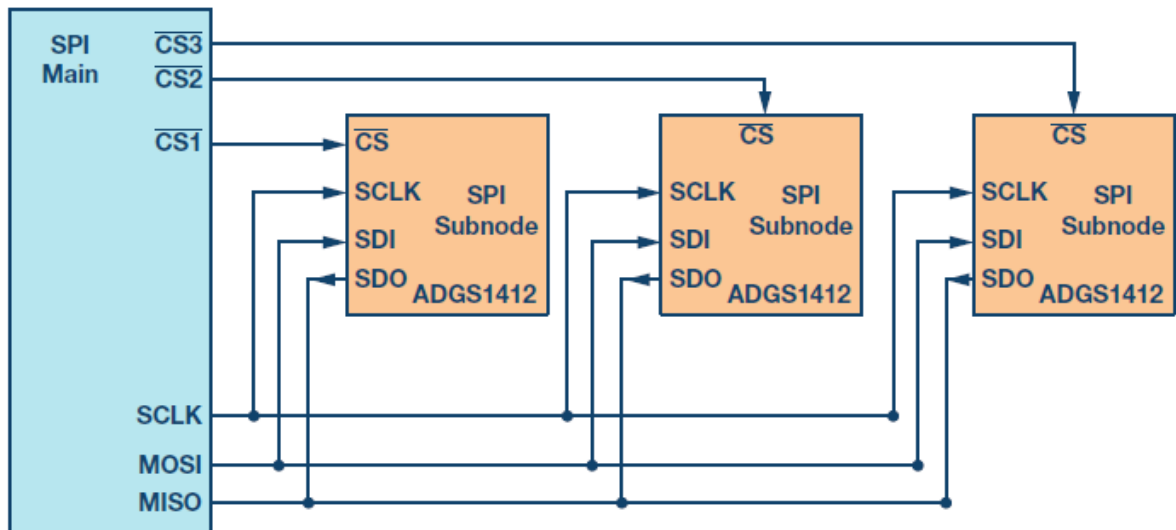 SPI
Main
CS3
CS2
CS1
SCLK
MOSI
MISO
CS
SCLK
SDI
SDO
SPI
Subnode
ADGS1412
CS
SCLK
SDI
SDO
SPI
Subnode
ADGS1412
CS
SCLK
SDI
SDO
SPI
Subnode
ADGS1412